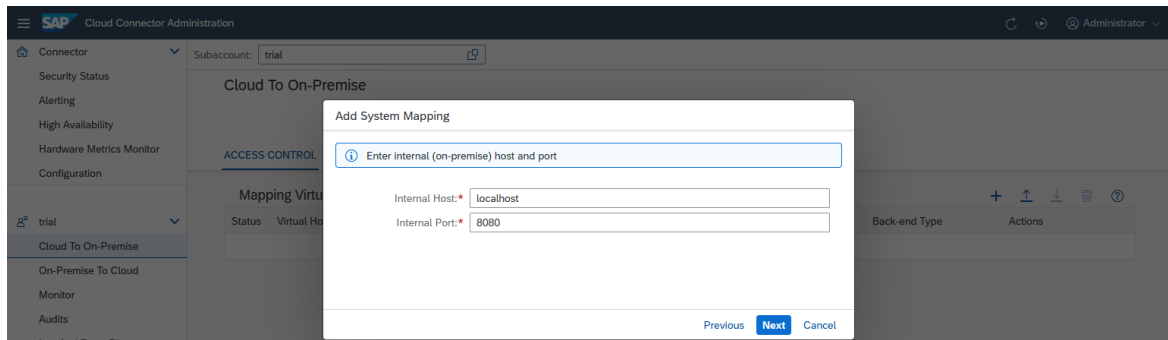 SAP Cloud Connector Administration
Administrator
Connector
Security Status
Alerting
High Availability
Hardware Metrics Monitor
Configuration
trial
Cloud To On-Premise
On-Premise To Cloud
Monitor
Audits
Subaccount: trial
Cloud To On-Premise
ACCESS CONTROL
Mapping Virtu
Status Virtual Ho
Back-end Type Actions
Add System Mapping
Enter internal (on-premise) host and port
Internal Host:* localhost
Internal Port:* 8080
Previous Next Cancel